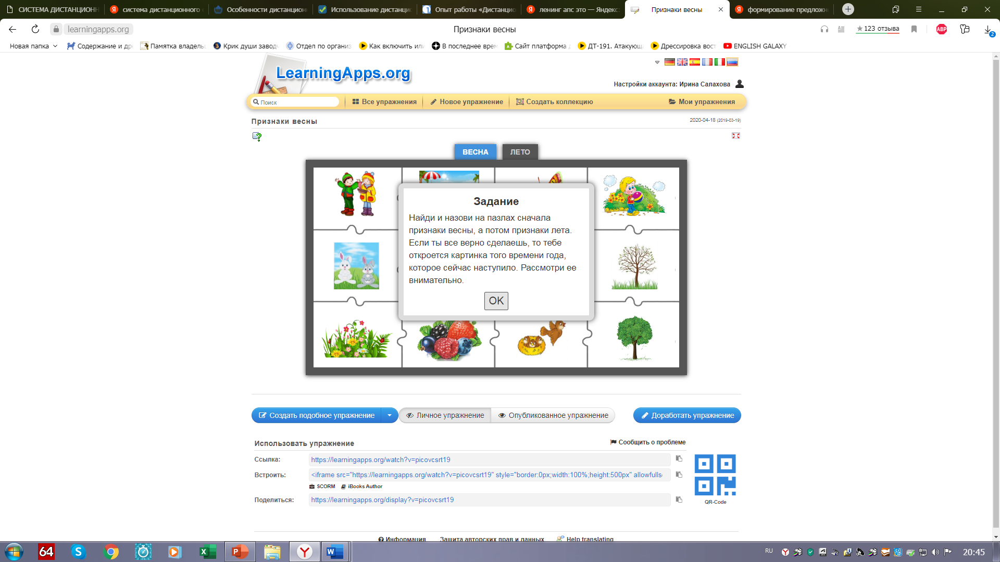 СИСТЕМА ДИСТАНЦИОНН
система дистанционного
Особенности дистанцион
Использование дистанци
Опыт работы «Дистанцио
ленинг апс это — Яндекс:
Признаки весны
формирование предложн
learningapps.org
Признаки весны
123 отзыва
2
ABP
Новая папка
Содержание и др
Памятка владель
Крик души завод
Отдел по организ
Как включить или
В последнее врем
Сайт платформа
ДТ-191. Атакующ
Дрессировка вост
ENGLISH GALAXY
LearningApps.org
Настройки аккаунта: Ирина Салахова
Поиск
Все упражнения
Новое упражнение
Создать коллекцию
Мои упражнения
Признаки весны
2020-04-18 (2019-03-19)
ВЕСНА
ЛЕТО
Задание
Найди и назови на пазлах сначала
признаки весны, а потом признаки лета.
Если ты все верно сделаешь, то тебе
откроется картинка того времени года,
которое сейчас наступило. Рассмотри ее
внимательно.
OK
Создать подобное упражнение
Личное упражнение
Опубликованное упражнение
Доработать упражнение
Использовать упражнение
Сообщить о проблеме
Ссылка:
https://learningapps.org/watch?v=picovcsrt19
Встроить:
<iframe src="https://learningapps.org/watch?v=picovcsrt19" style="border:0px;width:100%;height:500px" allowfulls
SCORM
iBooks Author
Поделиться:
https://learningapps.org/display?v=picovcsrt19
QR-Code
Информация
Защита авторских прав и данных
Help translating
64
RU
20:45